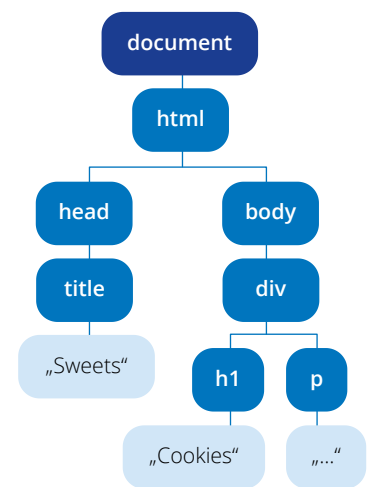 document
html
head
body
title
div
„Sweets“
h1
p
„Cookies“
„...“